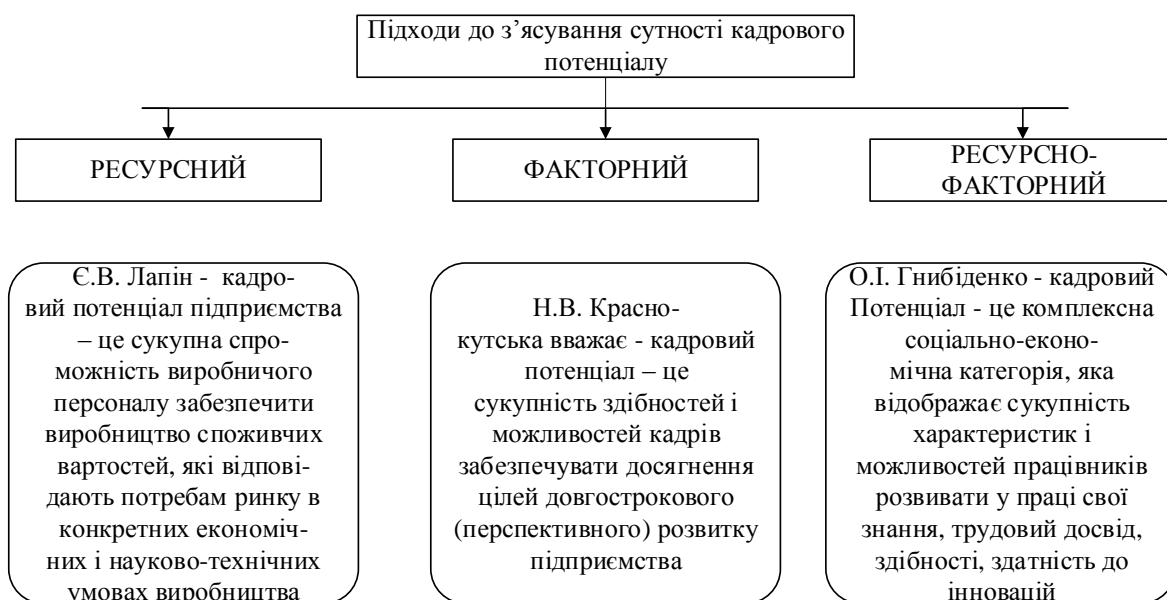 Підходи до з’ясування сутності кадрового
потенціалу
РЕСУРСНИЙ
ФАКТОРНИЙ
РЕСУРСНО-
ФАКТОРНИЙ
Є.В. Лапін - кадро-
вий потенціал підприємства
– це сукупна спро-
можність виробничого
персоналу забезпечити
виробництво споживчих
вартостей, які відпові-
дають потребам ринку в
конкретних економіч-
них і науково-технічних
умовах виробництва
Н.В. Красно-
кутська вважає - кадровий
потенціал – це
сукупність здібностей і
можливостей кадрів
забезпечувати досягнення
цілей довгострокового
(перспективного) розвитку
підприємства
О.І. Гнибіденко - кадровий
Потенціал - це комплексна
соціально-еконо-
мічна категорія, яка
відображає сукупність
характеристик і
можливостей працівників
розвивати у праці свої
знання, трудовий досвід,
здібності, здатність до
інновацій